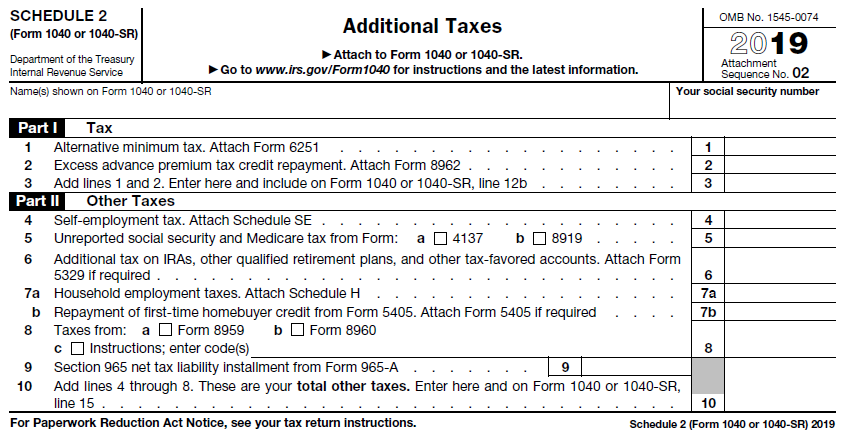 SCHEDULE 2
(Form 1040 or 1040-SR)
Department of the Treasury
Internal Revenue Service
Additional Taxes
▶ Attach to Form 1040 or 1040-SR.
▶ Go to www.irs.gov/Form1040 for instructions and the latest information.
OMB No. 1545-0074
2019
Attachment
Sequence No. 02
Name(s) shown on Form 1040 or 1040-SR
Your social security number
Part I Tax
1 Alternative minimum tax. Attach Form 6251 . . . . . . . . . . . . . . . 1
2 Excess advance premium tax credit repayment. Attach Form 8962 . . . . . . . . . . 2
3 Add lines 1 and 2. Enter here and include on Form 1040 or 1040-SR, line 12b . . . . . . . 3
Part II Other Taxes
4 Self-employment tax. Attach Schedule SE . . . . . . . . . . . . . . . . 4
5 Unreported social security and Medicare tax from Form: a ☐ 4137 b ☐ 8919 . . . . . 5
6 Additional tax on IRAs, other qualified retirement plans, and other tax-favored accounts. Attach Form
5329 if required . . . . . . . . . . . . . . . . . . . . . . . 6
7a Household employment taxes. Attach Schedule H . . . . . . . . . . . . . . 7a
b Repayment of first-time homebuyer credit from Form 5405. Attach Form 5405 if required . . . . 7b
8 Taxes from: a ☐ Form 8959 b ☐ Form 8960
c ☐ Instructions; enter code(s) 8
9 Section 965 net tax liability installment from Form 965-A . . . . . . . 9
10 Add lines 4 through 8. These are your total other taxes. Enter here and on Form 1040 or 1040-SR,
line 15 . . . . . . . . . . . . . . . . . . . . . . . . . . 10
For Paperwork Reduction Act Notice, see your tax return instructions.
Schedule 2 (Form 1040 or 1040-SR) 2019